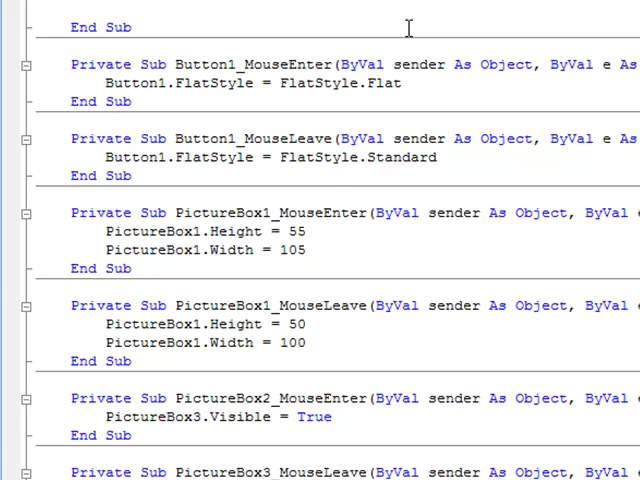 End Sub
Private Sub Button1_MouseEnter(ByVal sender As Object, ByVal e As
Button1.FlatStyle = FlatStyle.Flat
End Sub
Private Sub Button1_MouseLeave(ByVal sender As Object, ByVal e As
Button1.FlatStyle = FlatStyle.Standard
End Sub
Private Sub PictureBox1_MouseEnter(ByVal sender As Object, ByVal e
PictureBox1.Height = 55
PictureBox1.Width = 105
End Sub
Private Sub PictureBox1_MouseLeave(ByVal sender As Object, ByVal e
PictureBox1.Height = 50
PictureBox1.Width = 100
End Sub
Private Sub PictureBox2_MouseEnter(ByVal sender As Object, ByVal e
PictureBox3.Visible = True
End Sub
Private Sub PictureBox3_MouseLeave(ByVal sender As Object, ByVal e